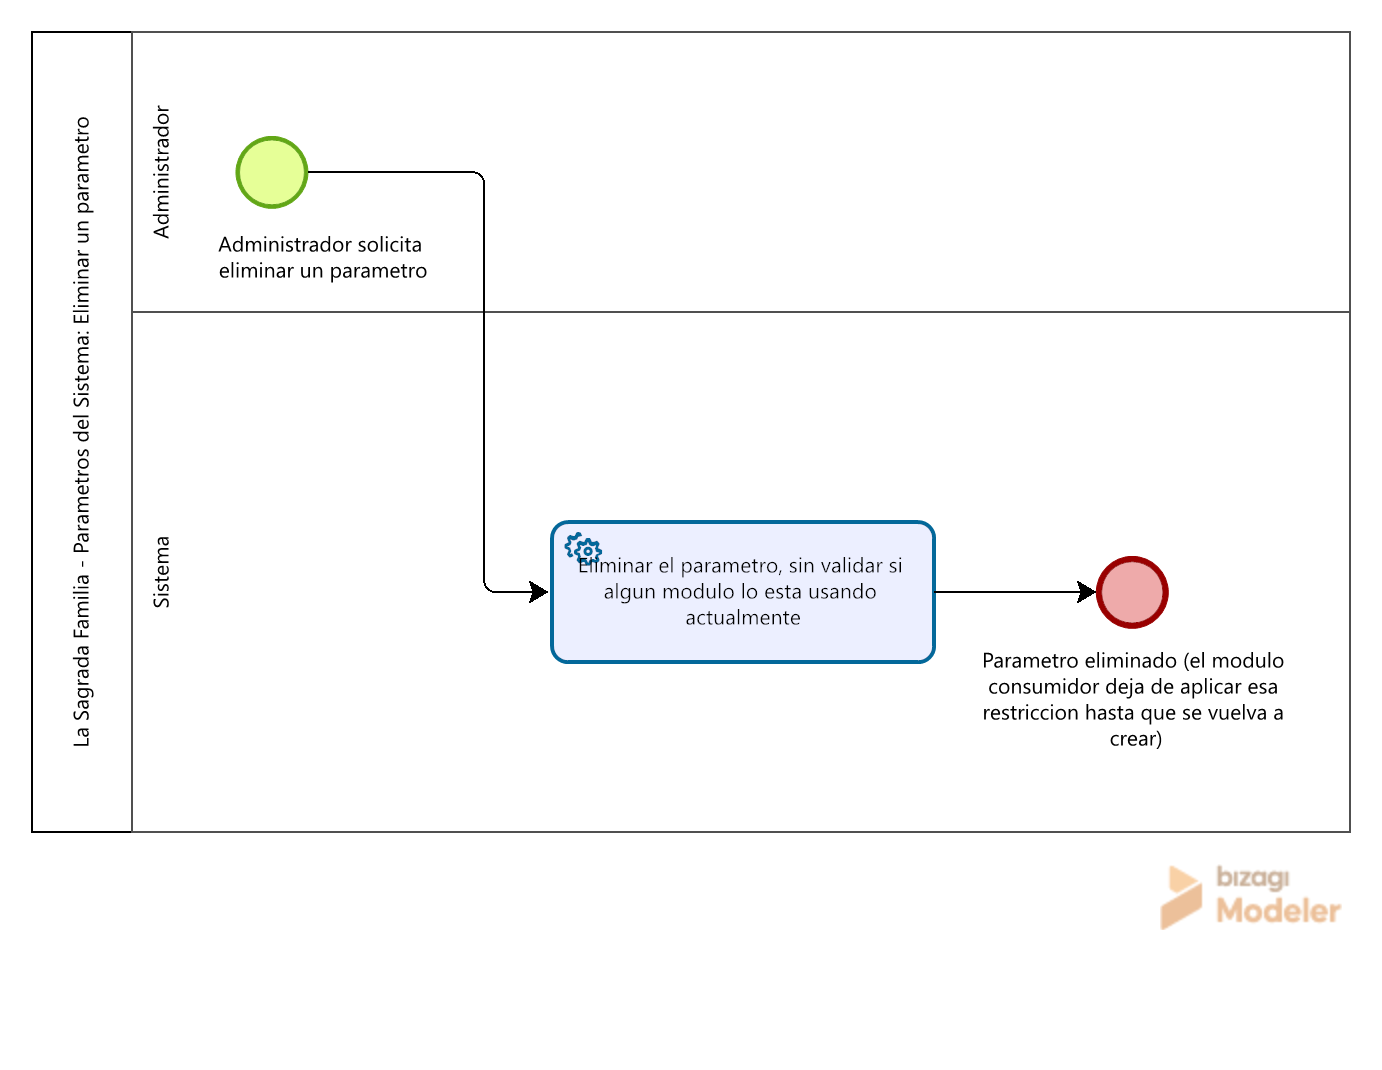 La Sagrada Familia - Parametros del Sistema: Eliminar un parametro
Administrador
Administrador solicita
eliminar un parametro
Sistema
Eliminar el parametro, sin validar si
algun modulo lo esta usando
actualmente
Parametro eliminado (el modulo
consumidor deja de aplicar esa
restriccion hasta que se vuelva a
crear)
bizagi
Modeler